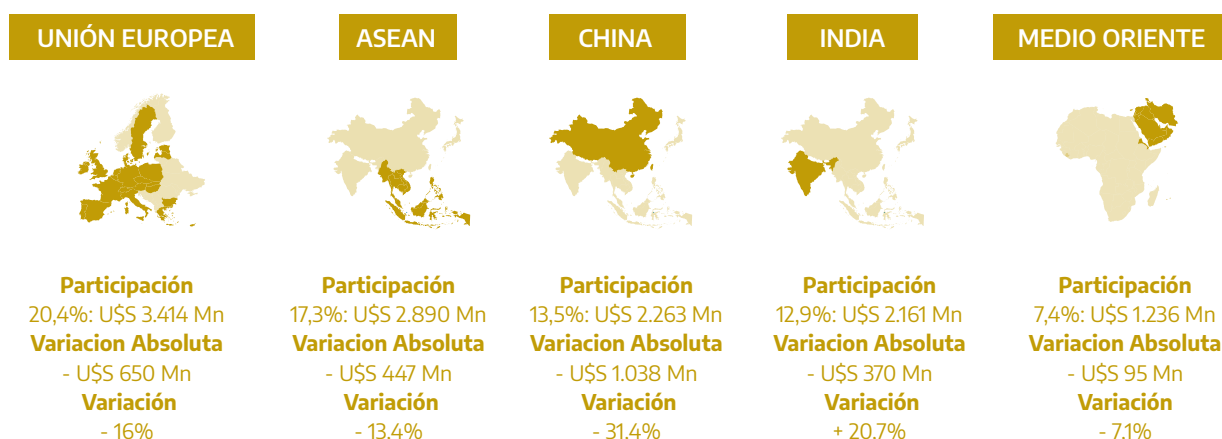 UNIÓN EUROPEA
Participación
20,4%: U$S 3.414 Mn
Variacion Absoluta
- U$S 650 Mn
Variación
- 16%
ASEAN
Participación
17,3%: U$S 2.890 Mn
Variacion Absoluta
- U$S 447 Mn
Variación
- 13.4%
CHINA
Participación
13,5%: U$S 2.263 Mn
Variacion Absoluta
- U$S 1.038 Mn
Variación
- 31.4%
INDIA
Participación
12,9%: U$S 2.161 Mn
Variacion Absoluta
- U$S 370 Mn
Variación
+ 20.7%
MEDIO ORIENTE
Participación
7,4%: U$S 1.236 Mn
Variacion Absoluta
- U$S 95 Mn
Variación
- 7.1%